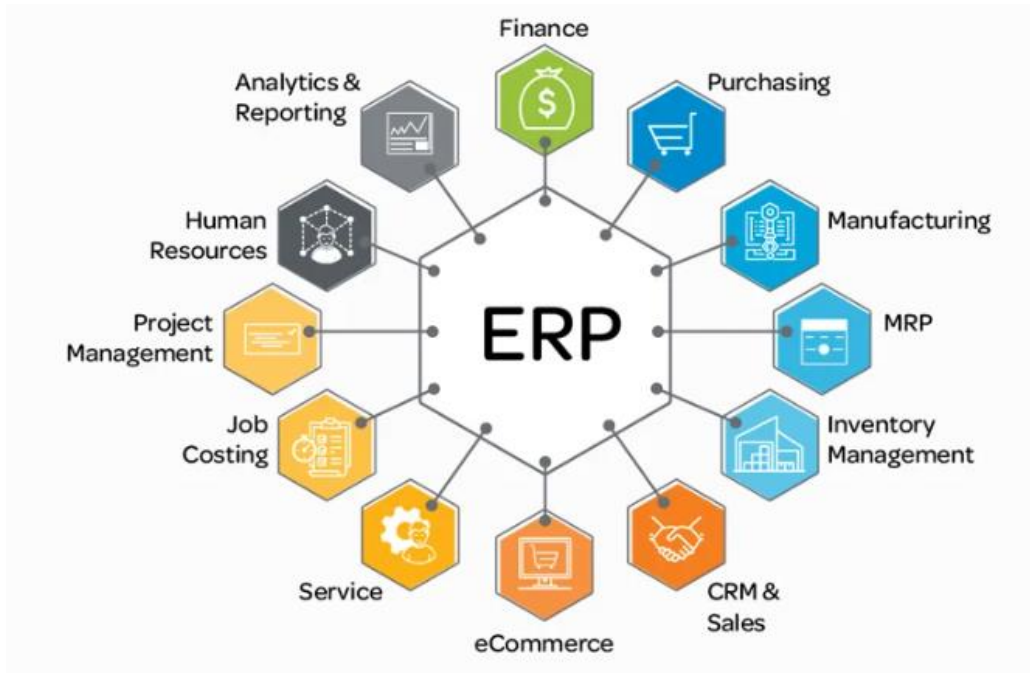 Finance
Purchasing
Manufacturing
MRP
Inventory
Management
CRM &
Sales
eCommerce
Service
Job
Costing
Project
Management
Human
Resources
Analytics &
Reporting
ERP
$